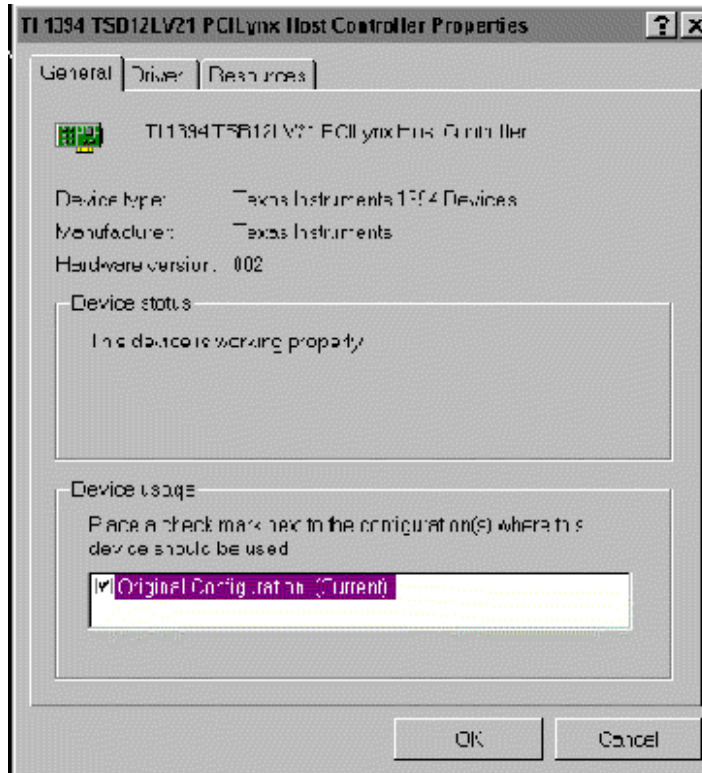 TI 1394 TSB12LV21 PCILynx Host Controller Properties
General Driver Resources
TI 1394 TSB12LV21 PCILynx Host Controller
Device type: Texas Instruments 1394 Devices
Manufacturer: Texas Instruments
Hardware version: 002
Device status
This device is working properly
Device usage
Place a check mark next to the configuration(s) where this
device should be used
Original Configuration (Current)
OK Cancel